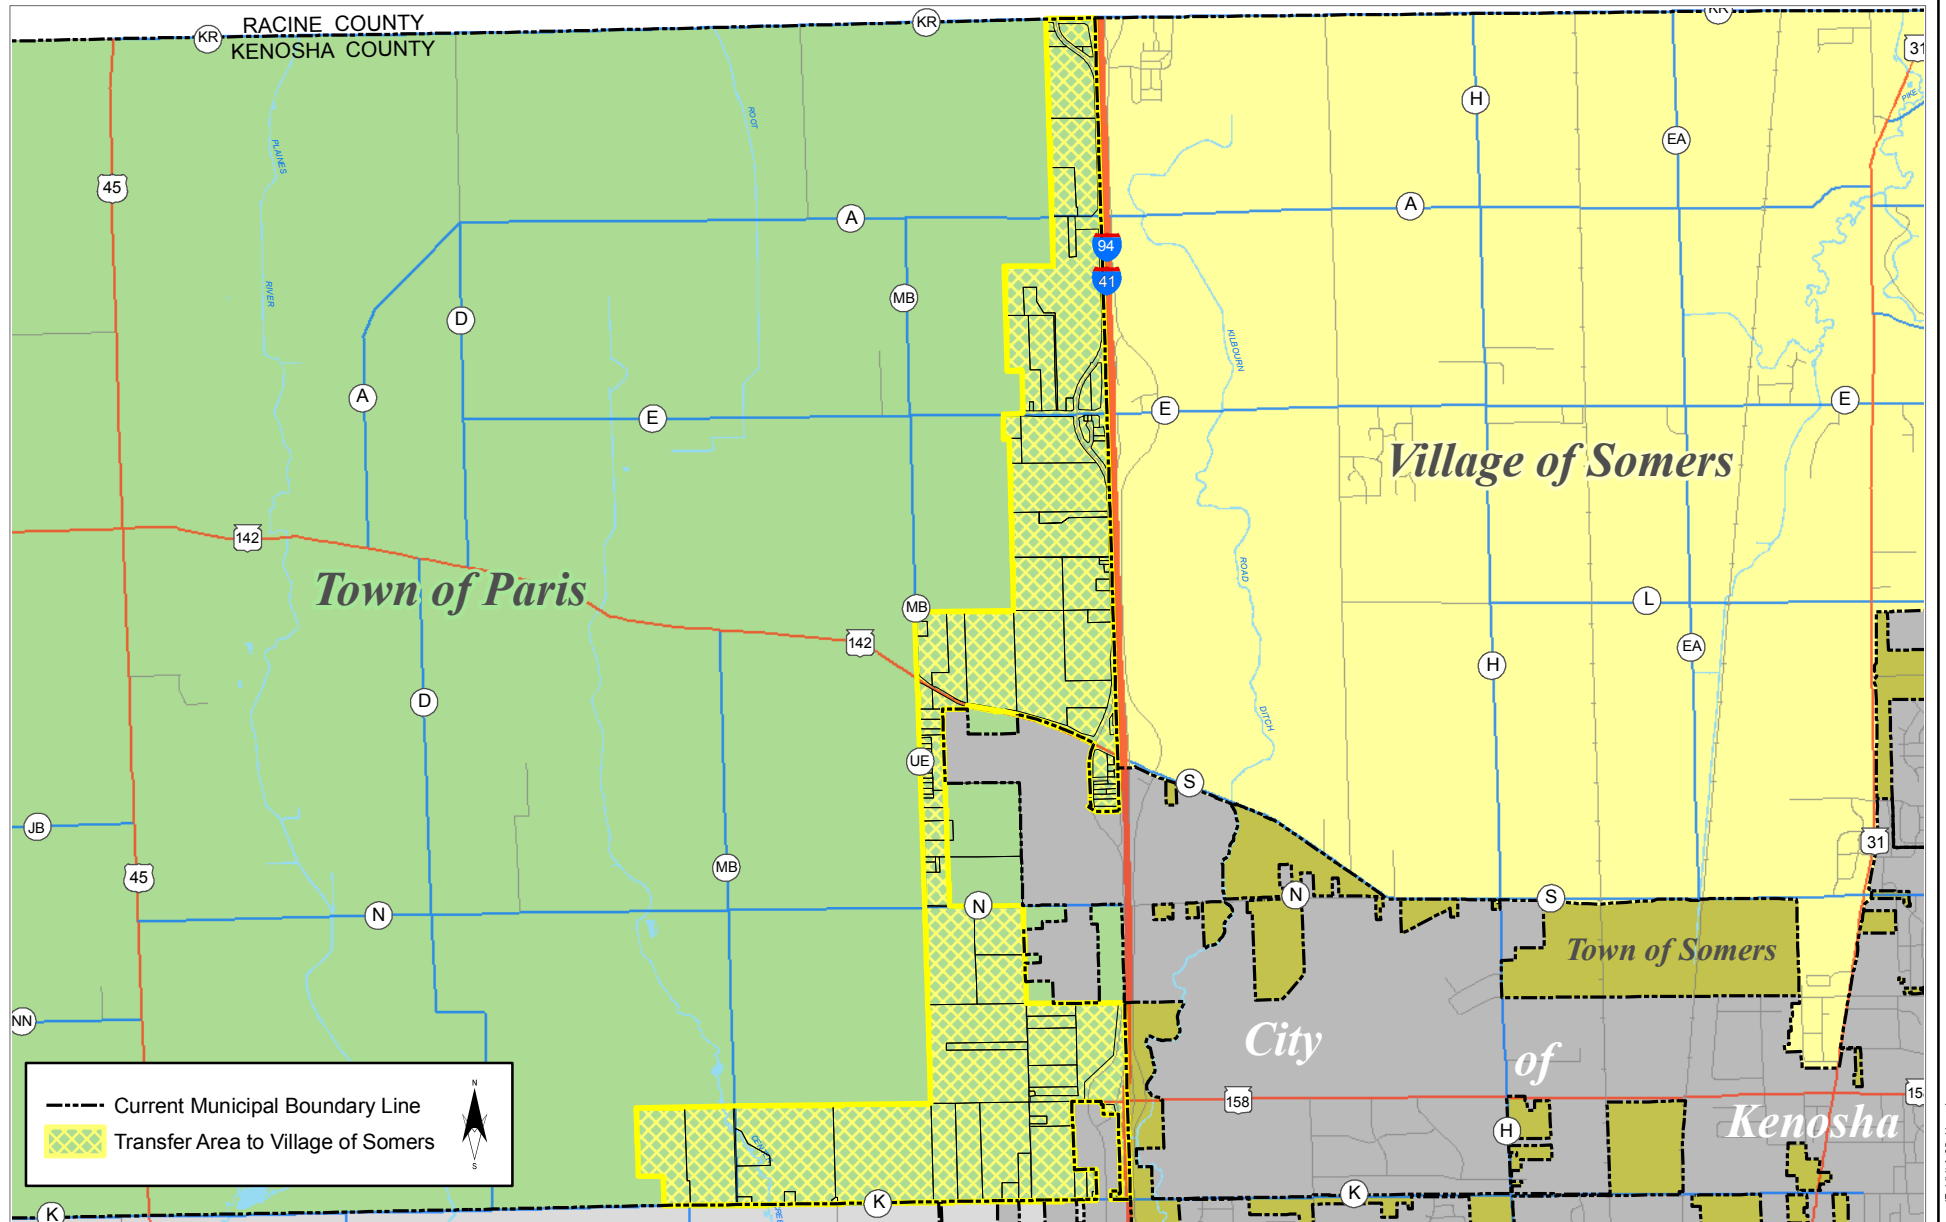 RACINE COUNTY
KENOSHA COUNTY
KR
KR
KR
31
PIKE
H
EA
PLAINES
ROOT
45
A
A
94
41
RIVER
MB
D
KILBOURN
A
E
E
E
Village of Somers
142
ROAD
Town of Paris
MB
L
142
H
EA
D
DITCH
UE
S
JB
31
MB
45
N
N
N
S
Town of Somers
NN
City
of
Kenosha
158
15
H
Current Municipal Boundary Line
Transfer Area to Village of Somers
N
S
K
K
K